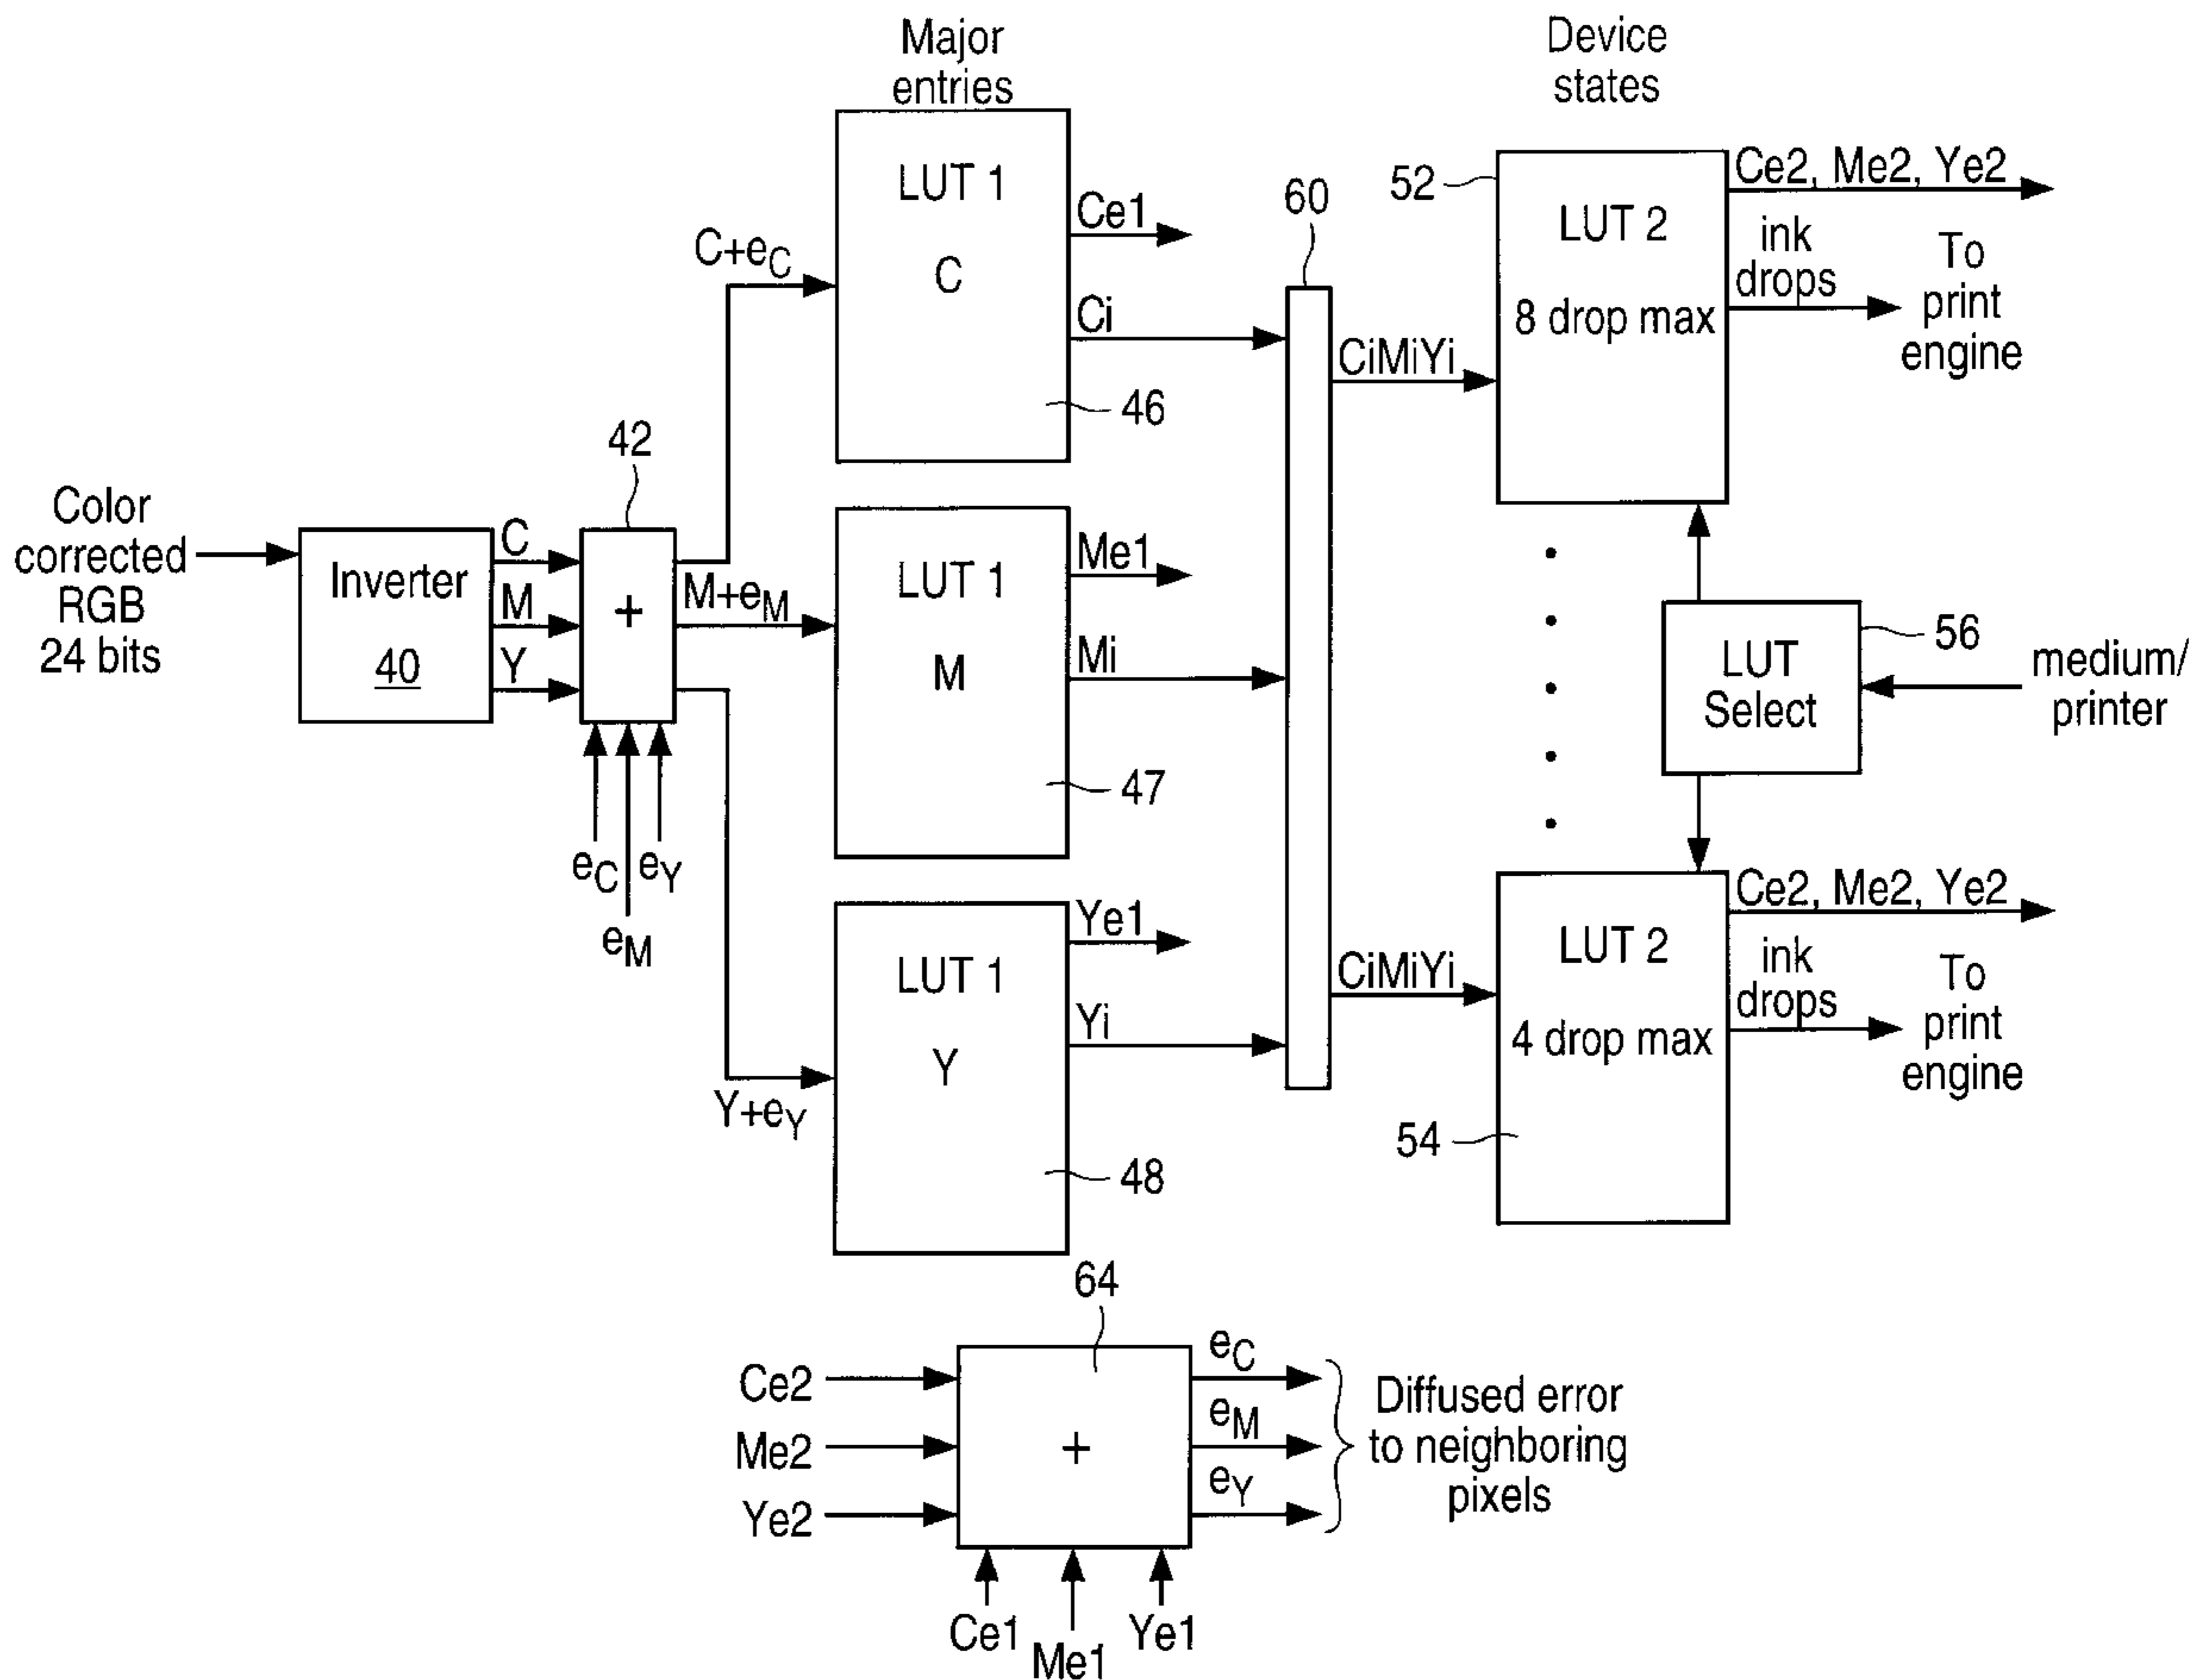 Major
entries
Device
states
LUT 1
C
46
Ce1
Ci
C+eC
60
52
LUT 2
8 drop max
Ce2, Me2, Ye2
ink
drops
To
print
engine
CiMiYi
42
Color
corrected
RGB
24 bits
Inverter
40
C
M
Y
+
eC
eM
eY
M+eM
LUT 1
M
47
Me1
Mi
LUT
Select
56
medium/
printer
Y+eY
LUT 1
Y
48
Ye1
Yi
CiMiYi
LUT 2
4 drop max
54
Ce2, Me2, Ye2
ink
drops
To
print
engine
64
Ce2
Me2
Ye2
+
Ce1
Me1
Ye1
eC
eM
eY
Diffused error
to neighboring
pixels